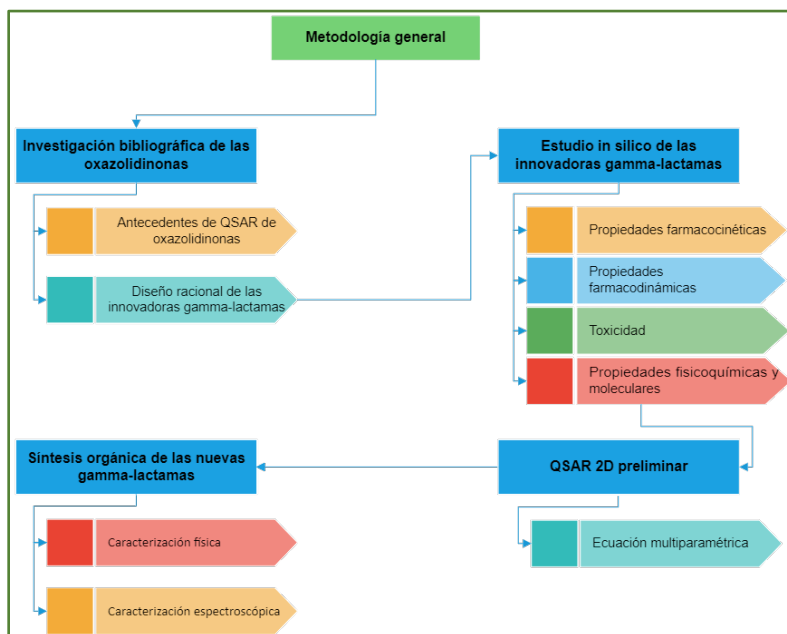 Metodología general
Investigación bibliográfica de las
oxazolidinonas
Antecedentes de QSAR de
oxazolidinonas
Diseño racional de las
innovadoras gamma-lactamas
Estudio in silico de las
innovadoras gamma-lactamas
Propiedades farmacocinéticas
Propiedades
farmacodinámicas
Toxicidad
Propiedades fisicoquímicas y
moleculares
QSAR 2D preliminar
Ecuación multiparamétrica
Síntesis orgánica de las nuevas
gamma-lactamas
Caracterización física
Caracterización espectroscópica